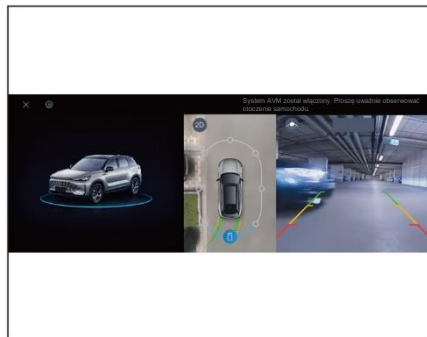 System AVM został włączony. Proszę uważnie obserwować
otoczenie samochodu.
2D